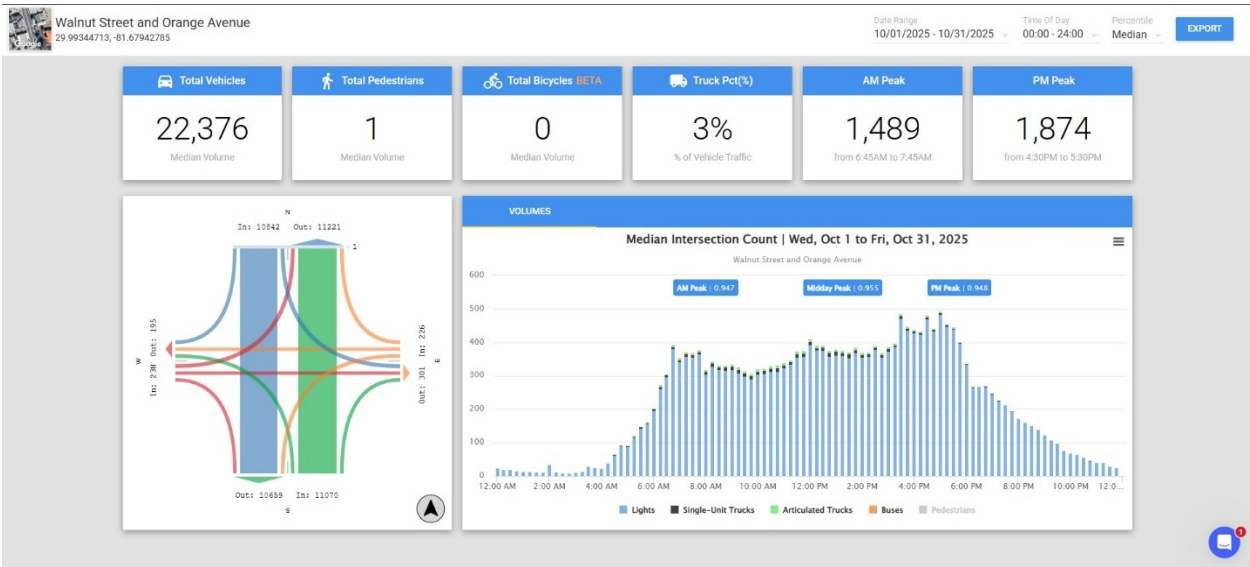 Walnut Street and Orange Avenue
29.99344713, -81.67942785
Google
Date Range
10/01/2025 - 10/31/2025
Time Of Day
00:00 - 24:00
Percentile
Median
EXPORT
Total Vehicles
22,376
Median Volume
Total Pedestrians
1
Median Volume
Total Bicycles BETA
0
Median Volume
Truck Pct(%)
3%
% of Vehicle Traffic
AM Peak
1,489
from 6:45AM to 7:45AM
PM Peak
1,874
from 4:30PM to 5:30PM
N
In: 10842 Out: 11221
1
W
In: 230 Out: 195
Out: 301 In: 226
E
Out: 10659 In: 11070
S
VOLUMES
Median Intersection Count | Wed, Oct 1 to Fri, Oct 31, 2025
Walnut Street and Orange Avenue
AM Peak | 0.947
Midday Peak | 0.955
PM Peak | 0.948
600
500
400
300
200
100
0
12:00 AM 2:00 AM 4:00 AM 6:00 AM 8:00 AM 10:00 AM 12:00 PM 2:00 PM 4:00 PM 6:00 PM 8:00 PM 10:00 PM 12:0...
Lights Single-Unit Trucks Articulated Trucks Buses Pedestrians
1